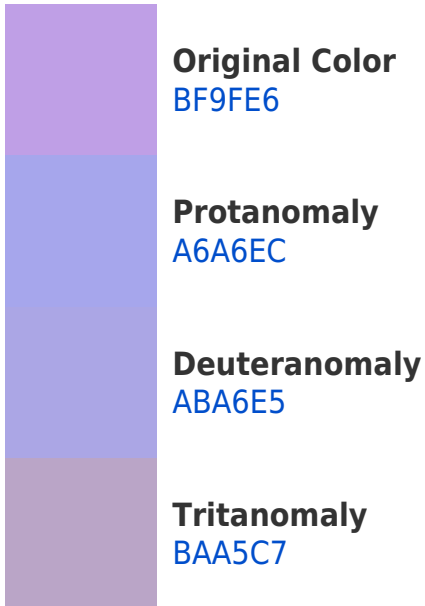 Original Color
BF9FE6
Protanomaly
A6A6EC
Deuteranomaly
ABA6E5
Tritanomaly
BAA5C7